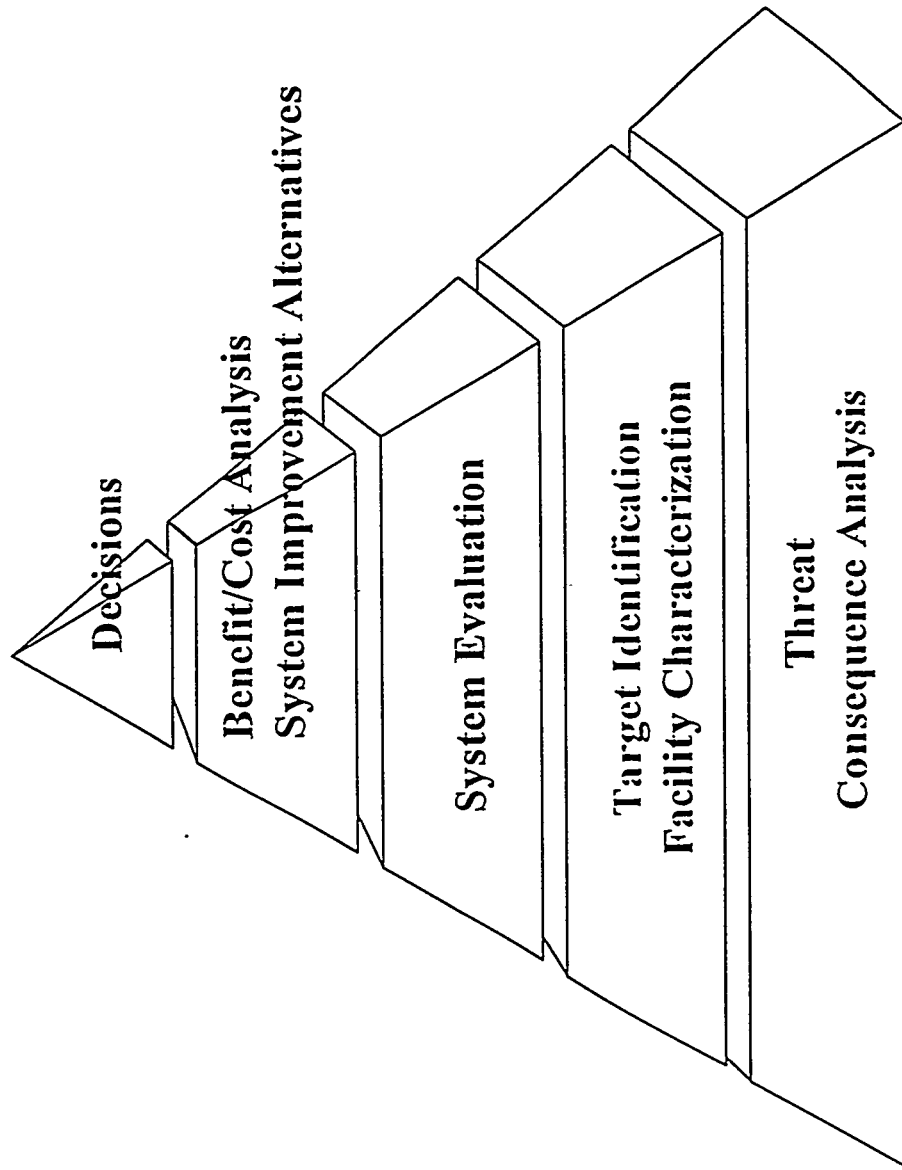 Decisions
Benefit/Cost Analysis
System Improvement Alternatives
System Evaluation
Target Identification
Facility Characterization
Threat
Consequence Analysis